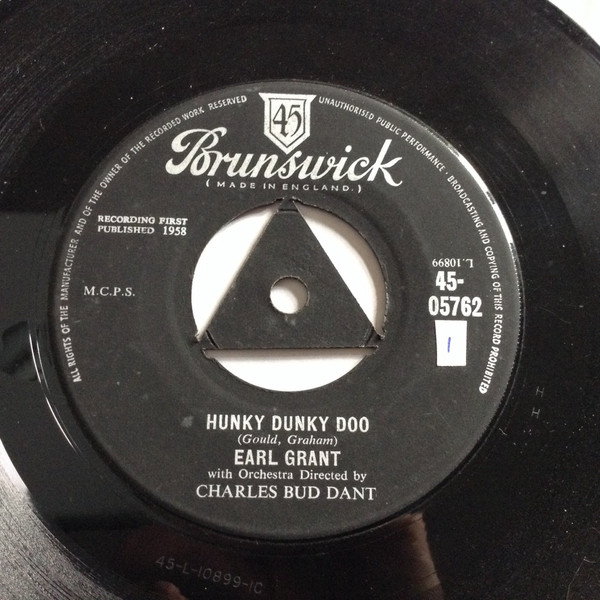 ALL RIGHTS OF THE MANUFACTURER AND OF THE OWNER OF THE RECORDED WORK RESERVED
UNAUTHORISED PUBLIC PERFORMANCE · BROADCASTING AND COPYING OF THIS RECORD PROHIBITED
45
Brunswick
( MADE IN ENGLAND. )
RECORDING FIRST
PUBLISHED 1958
M.C.P.S.
L.10899
45-
05762
1
HUNKY DUNKY DOO
(Gould, Graham)
EARL GRANT
with Orchestra Directed by
CHARLES BUD DANT
45-L-10899-1C